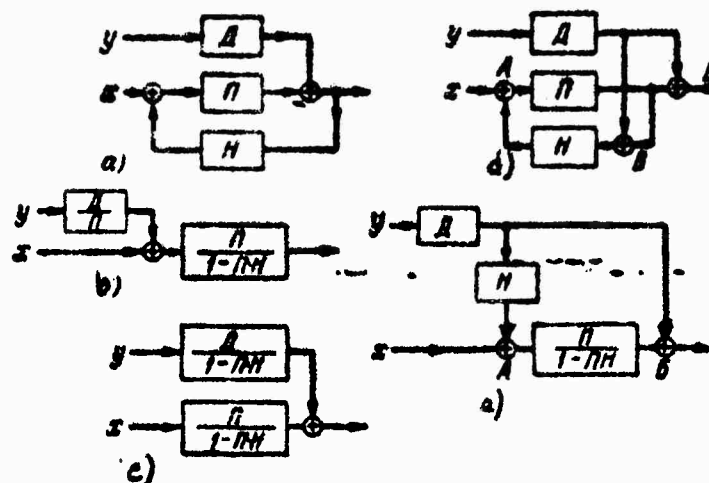 У Д
х П
Н
а)
У Д
А
х П
Н В
d)
У Д/П
х П/1-ПН
b)
У Д
Н
х П/1-ПН
А Б
e)
У Д/1-ПН
х П/1-ПН
c)